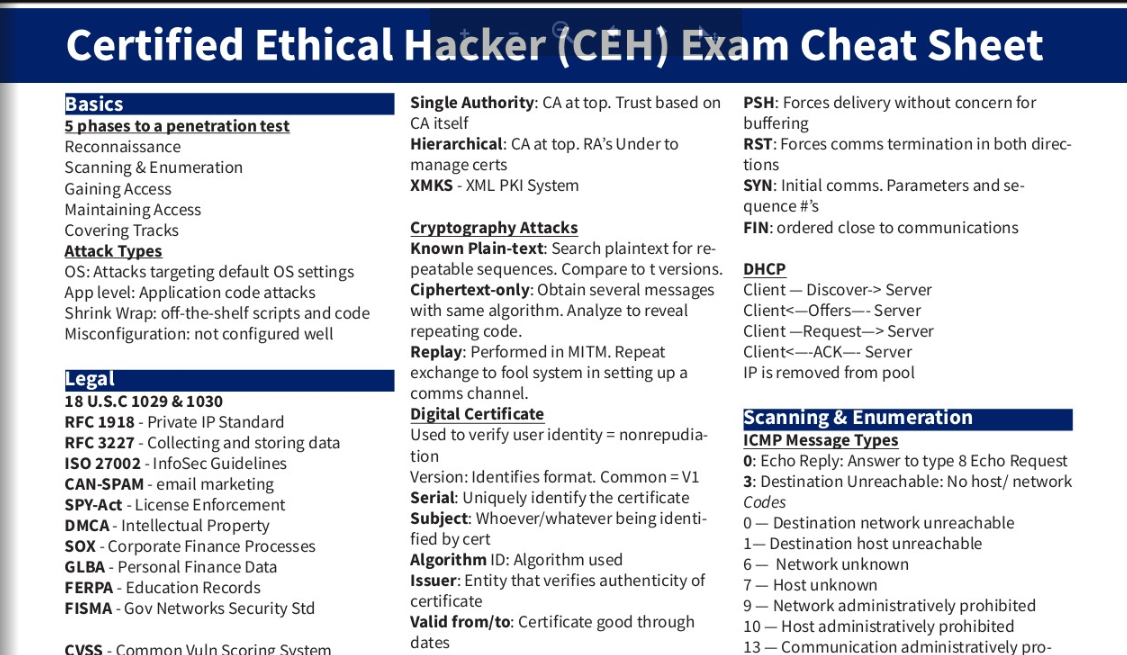 Certified Ethical Hacker (CEH) Exam Cheat Sheet
Basics
5 phases to a penetration test
Reconnaissance
Scanning & Enumeration
Gaining Access
Maintaining Access
Covering Tracks
Attack Types
OS: Attacks targeting default OS settings
App level: Application code attacks
Shrink Wrap: off-the-shelf scripts and code
Misconfiguration: not configured well
Legal
18 U.S.C 1029 & 1030
RFC 1918 - Private IP Standard
RFC 3227 - Collecting and storing data
ISO 27002 - InfoSec Guidelines
CAN-SPAM - email marketing
SPY-Act - License Enforcement
DMCA - Intellectual Property
SOX - Corporate Finance Processes
GLBA - Personal Finance Data
FERPA - Education Records
FISMA - Gov Networks Security Std
CVSS - Common Vuln Scoring System
Single Authority: CA at top. Trust based on
CA itself
Hierarchical: CA at top. RA's Under to
manage certs
XMKS - XML PKI System
Cryptography Attacks
Known Plain-text: Search plaintext for re-
peatable sequences. Compare to t versions.
Ciphertext-only: Obtain several messages
with same algorithm. Analyze to reveal
repeating code.
Replay: Performed in MITM. Repeat
exchange to fool system in setting up a
comms channel.
Digital Certificate
Used to verify user identity = nonrepudia-
tion
Version: Identifies format. Common = V1
Serial: Uniquely identify the certificate
Subject: Whoever/whatever being identi-
fied by cert
Algorithm ID: Algorithm used
Issuer: Entity that verifies authenticity of
certificate
Valid from/to: Certificate good through
dates
PSH: Forces delivery without concern for
buffering
RST: Forces comms termination in both direc-
tions
SYN: Initial comms. Parameters and se-
quence #'s
FIN: ordered close to communications
DHCP
Client — Discover-> Server
Client<—Offers—- Server
Client —Request—> Server
Client<—-ACK—- Server
IP is removed from pool
Scanning & Enumeration
ICMP Message Types
0: Echo Reply: Answer to type 8 Echo Request
3: Destination Unreachable: No host/ network
Codes
0 — Destination network unreachable
1— Destination host unreachable
6 — Network unknown
7 — Host unknown
9 — Network administratively prohibited
10 — Host administratively prohibited
13 — Communication administratively pro-